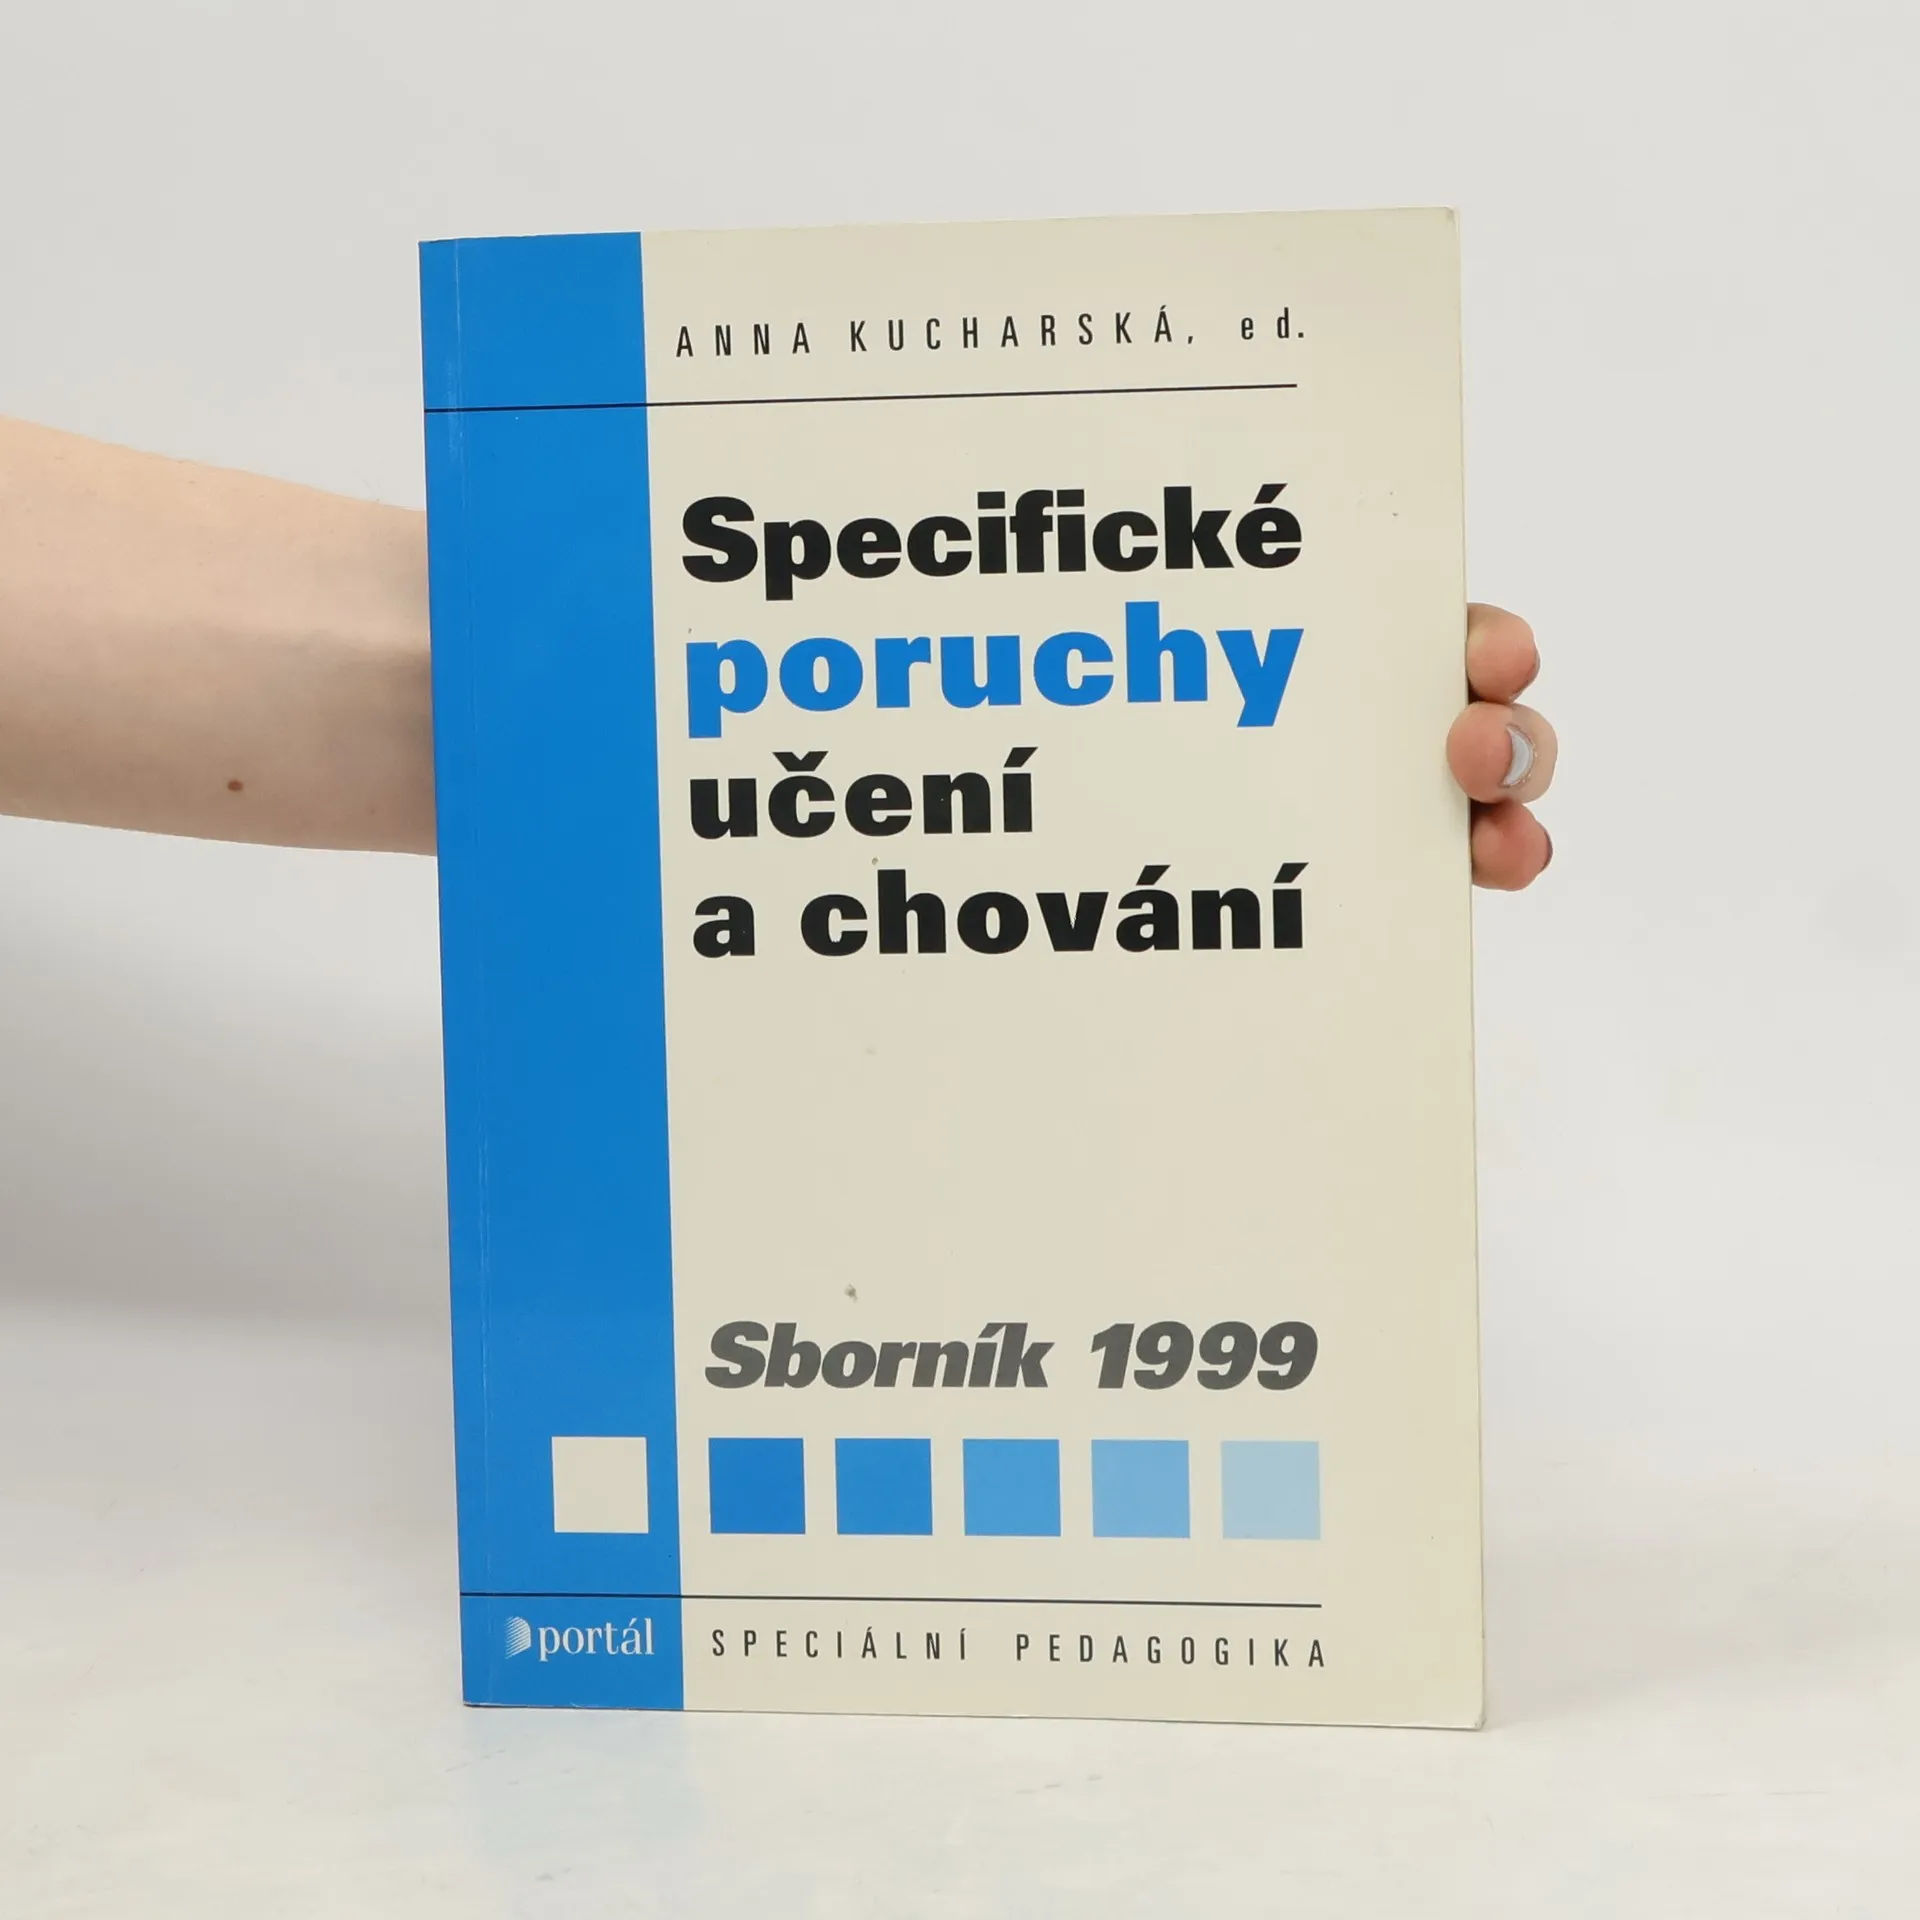 ANNA KUCHARSKÁ, ed.
Specifické
poruchy
učení
a chování
Sborník 1999
portál
SPECIÁLNÍ PEDAGOGIKA